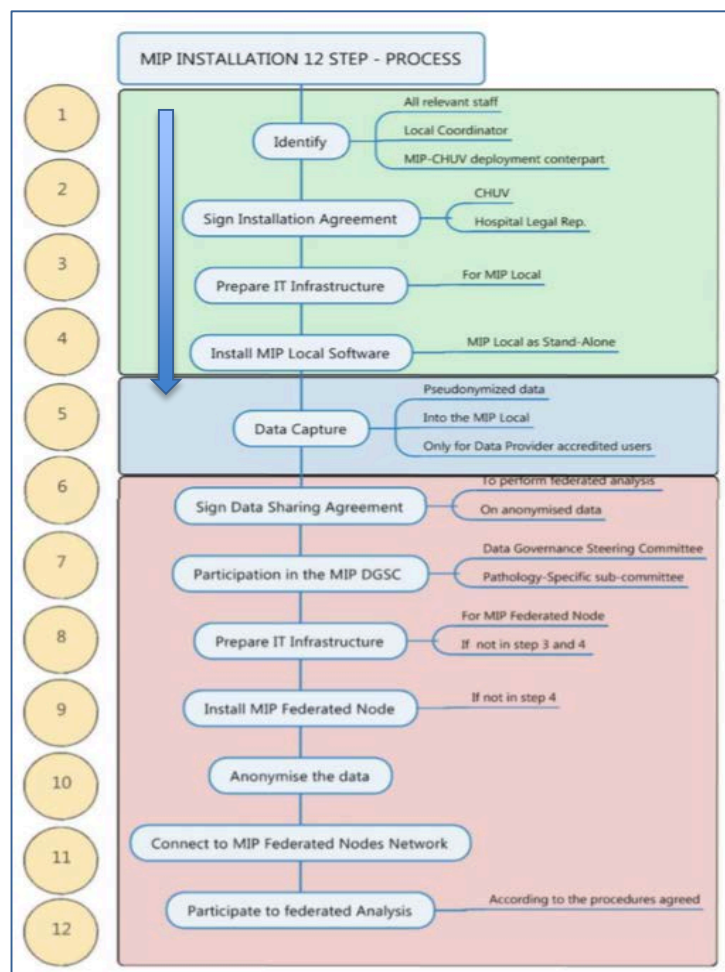 MIP INSTALLATION 12 STEP - PROCESS
1
Identify
All relevant staff
Local Coordinator
MIP-CHUV deployment conterpart
2
Sign Installation Agreement
CHUV
Hospital Legal Rep.
3
Prepare IT Infrastructure
For MIP Local
4
Install MIP Local Software
MIP Local as Stand-Alone
5
Data Capture
Pseudonymized data
Into the MIP Local
Only for Data Provider accredited users
6
Sign Data Sharing Agreement
To perform federated analysis
On anonymised data
7
Participation in the MIP DGSC
Data Governance Steering Committee
Pathology-Specific sub-committee
8
Prepare IT Infrastructure
For MIP Federated Node
If not in step 3 and 4
9
Install MIP Federated Node
If not in step 4
10
Anonymise the data
11
Connect to MIP Federated Nodes Network
12
Participate to federated Analysis
According to the procedures agreed